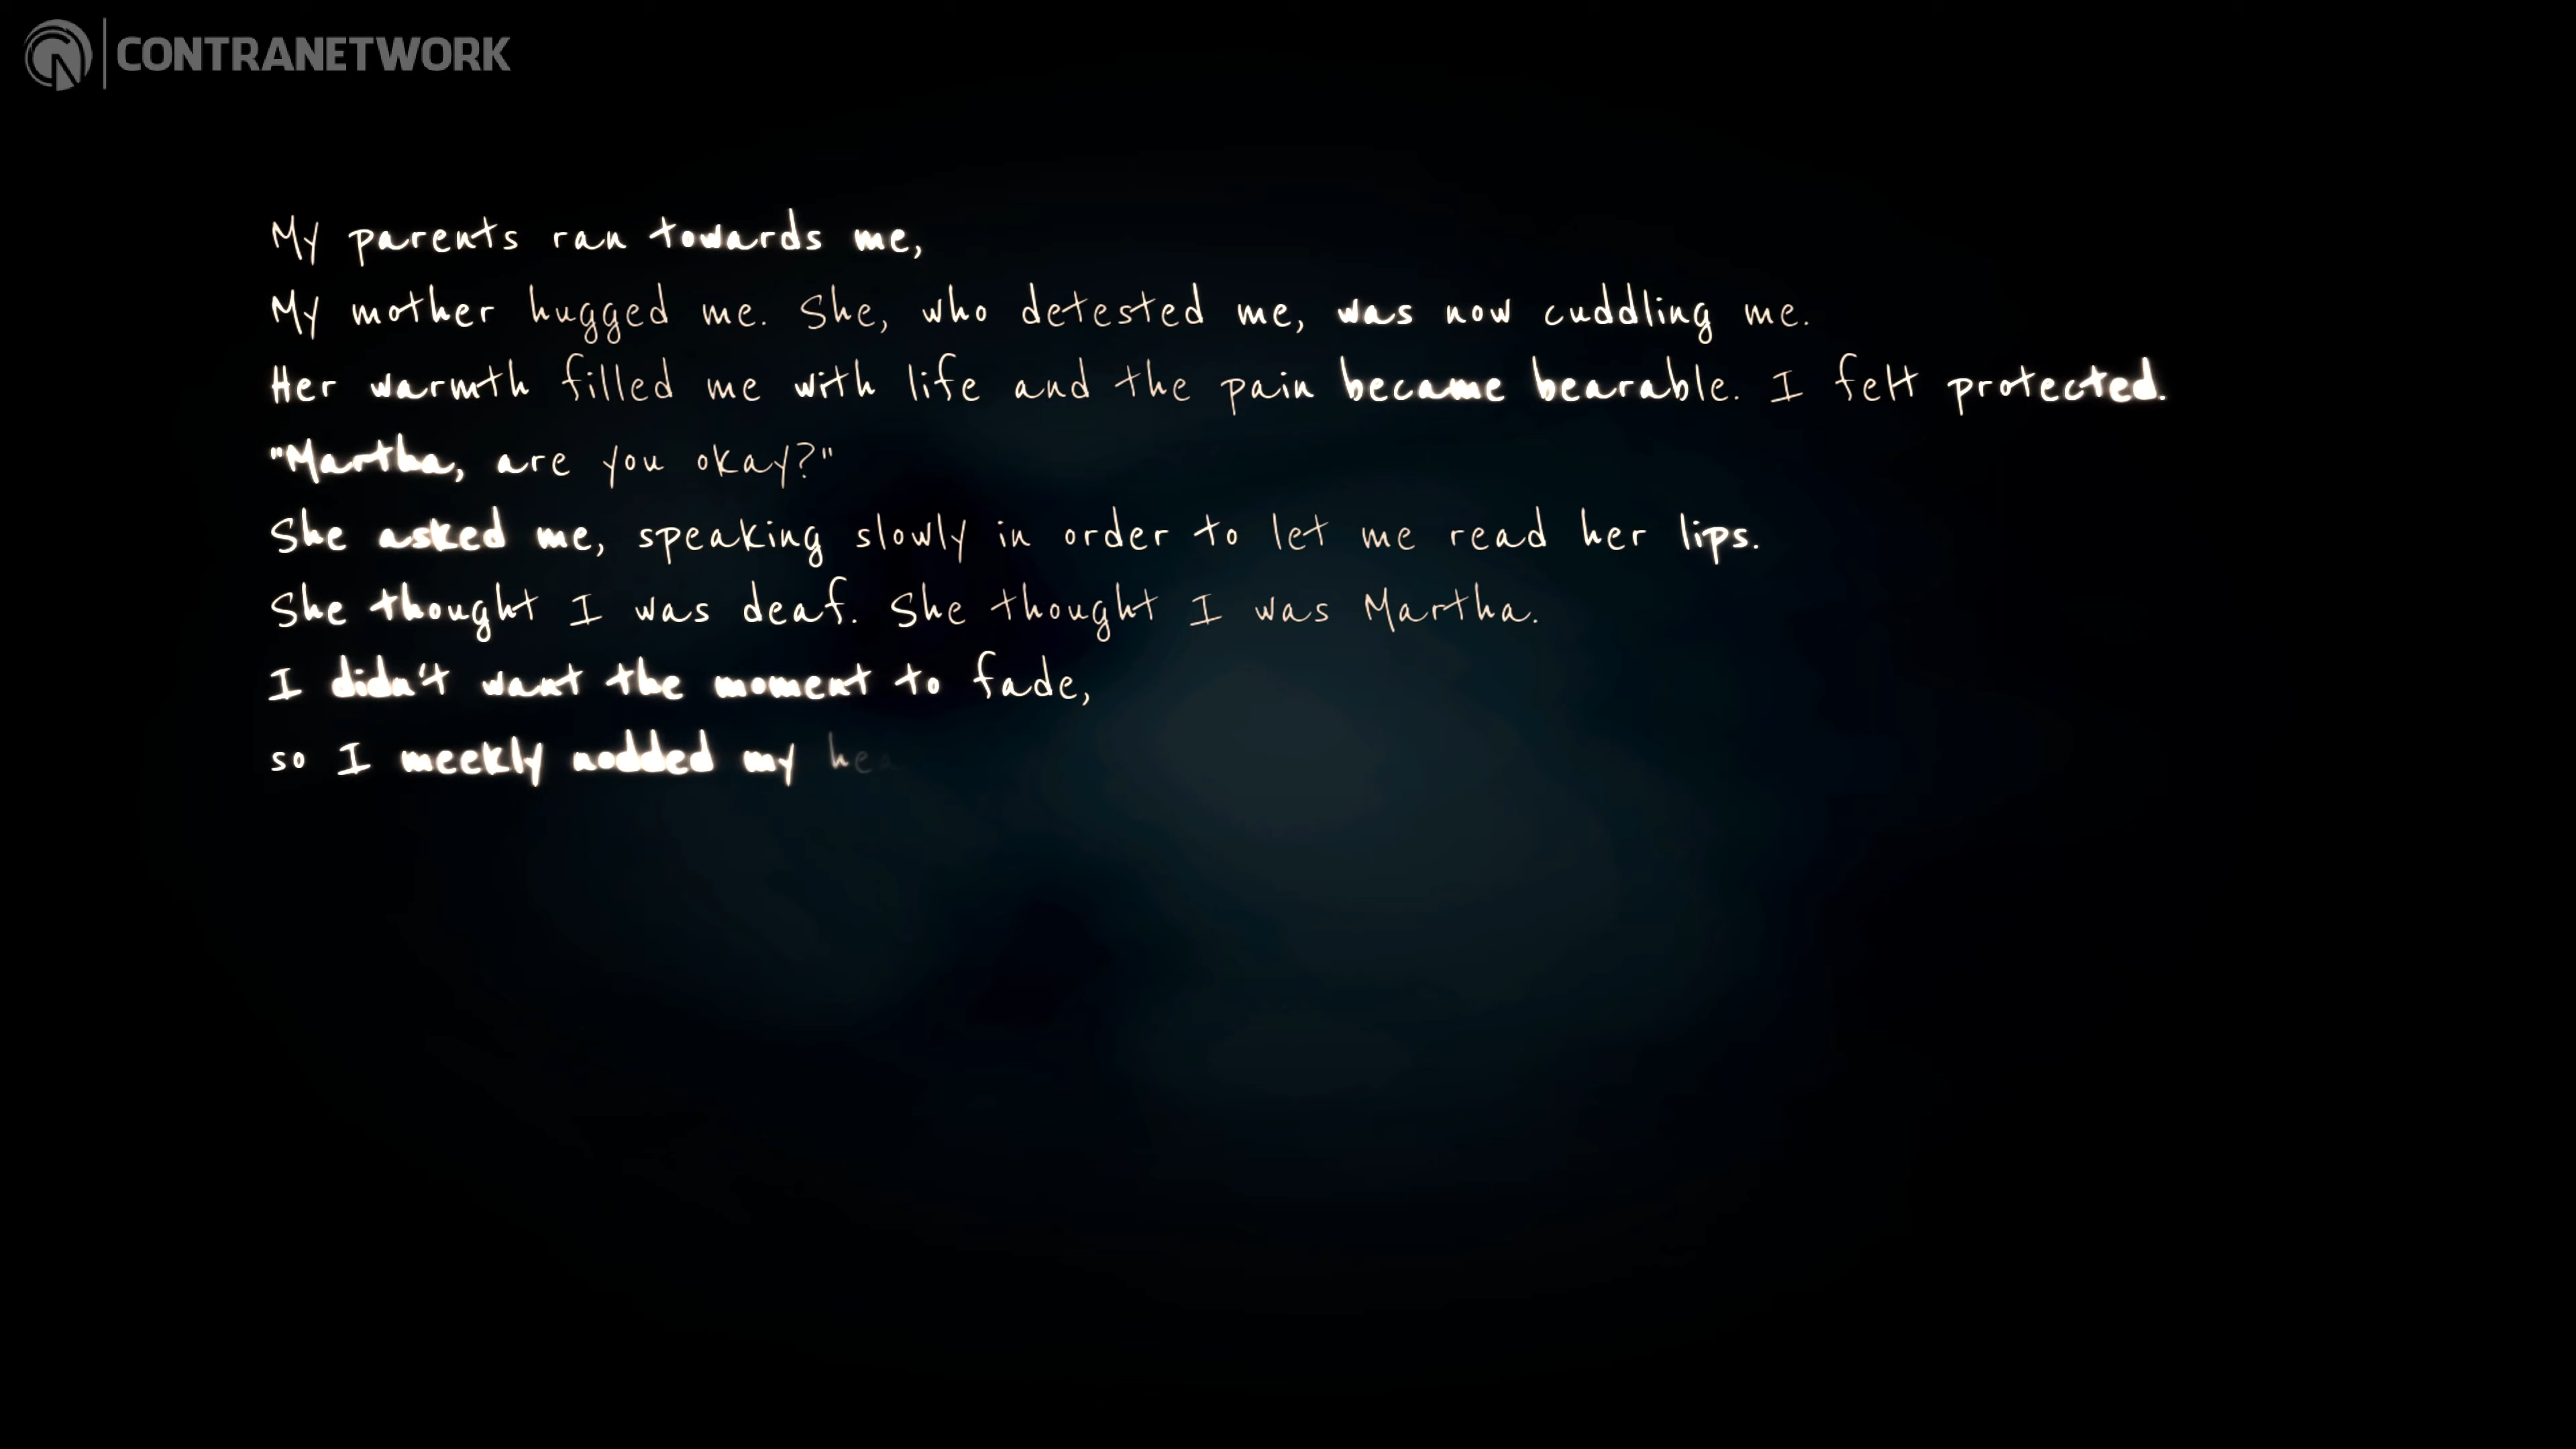 CONTRANETWORK
My parents ran towards me,
My mother hugged me. She, who detested me, was now cuddling me.
Her warmth filled me with life and the pain became bearable. I felt protected.
"Martha, are you okay?"
She asked me, speaking slowly in order to let me read her lips.
She thought I was deaf. She thought I was Martha.
I didn't want the moment to fade,
so I meekly nodded my hea